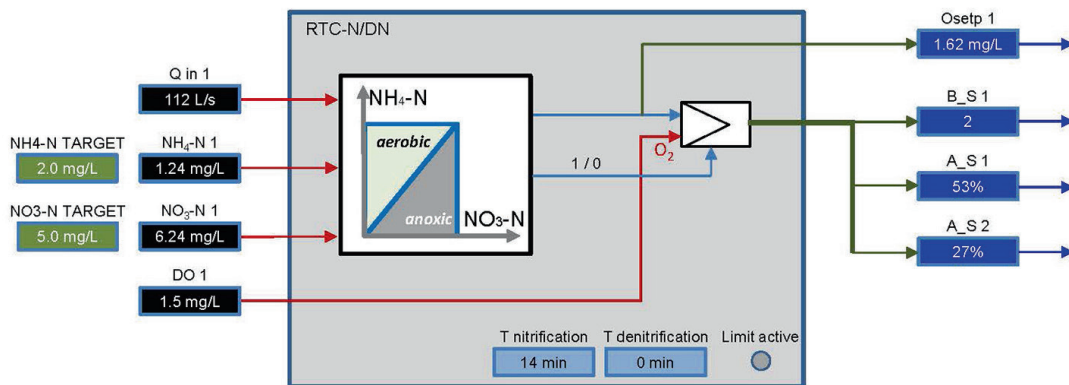 RTC-N/DN
Osetp 1
1.62 mg/L
Q in 1
112 L/s
NH₄-N
B_S 1
2
NH4-N TARGET
NH₄-N 1
2.0 mg/L
1.24 mg/L
aerobic
O₂
1 / 0
A_S 1
53%
NO3-N TARGET
NO₃-N 1
5.0 mg/L
6.24 mg/L
anoxic
NO₃-N
A_S 2
27%
DO 1
1.5 mg/L
T nitrification
T denitrification
Limit active
14 min
0 min